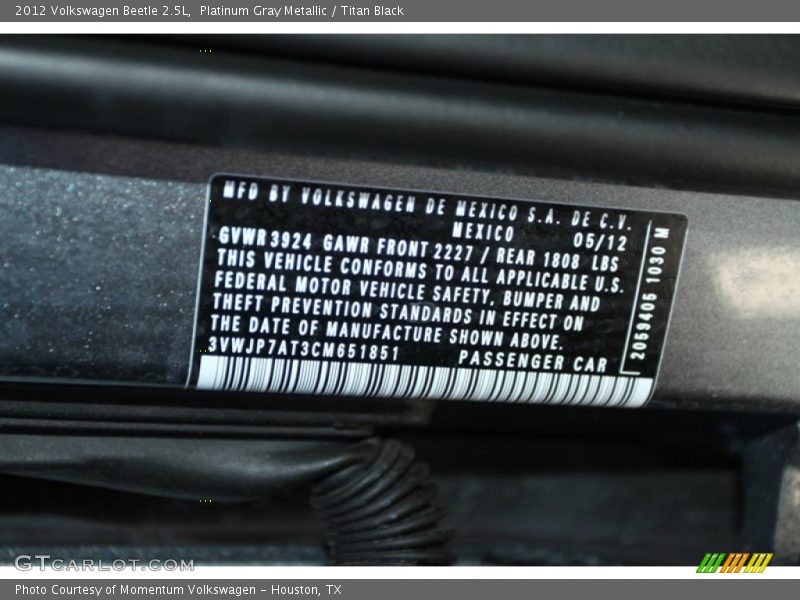 2012 Volkswagen Beetle 2.5L, Platinum Gray Metallic / Titan Black
MFD BY VOLKSWAGEN DE MEXICO S.A. DE C.V.
MEXICO 05/12
GVWR 3924 GAWR FRONT 2227 / REAR 1808 LBS
THIS VEHICLE CONFORMS TO ALL APPLICABLE U.S.
FEDERAL MOTOR VEHICLE SAFETY, BUMPER AND
THEFT PREVENTION STANDARDS IN EFFECT ON
THE DATE OF MANUFACTURE SHOWN ABOVE.
3VWJP7AT3CM651851 PASSENGER CAR
2059405 1030 M
GTCARLOT.COM
Photo Courtesy of Momentum Volkswagen - Houston, TX